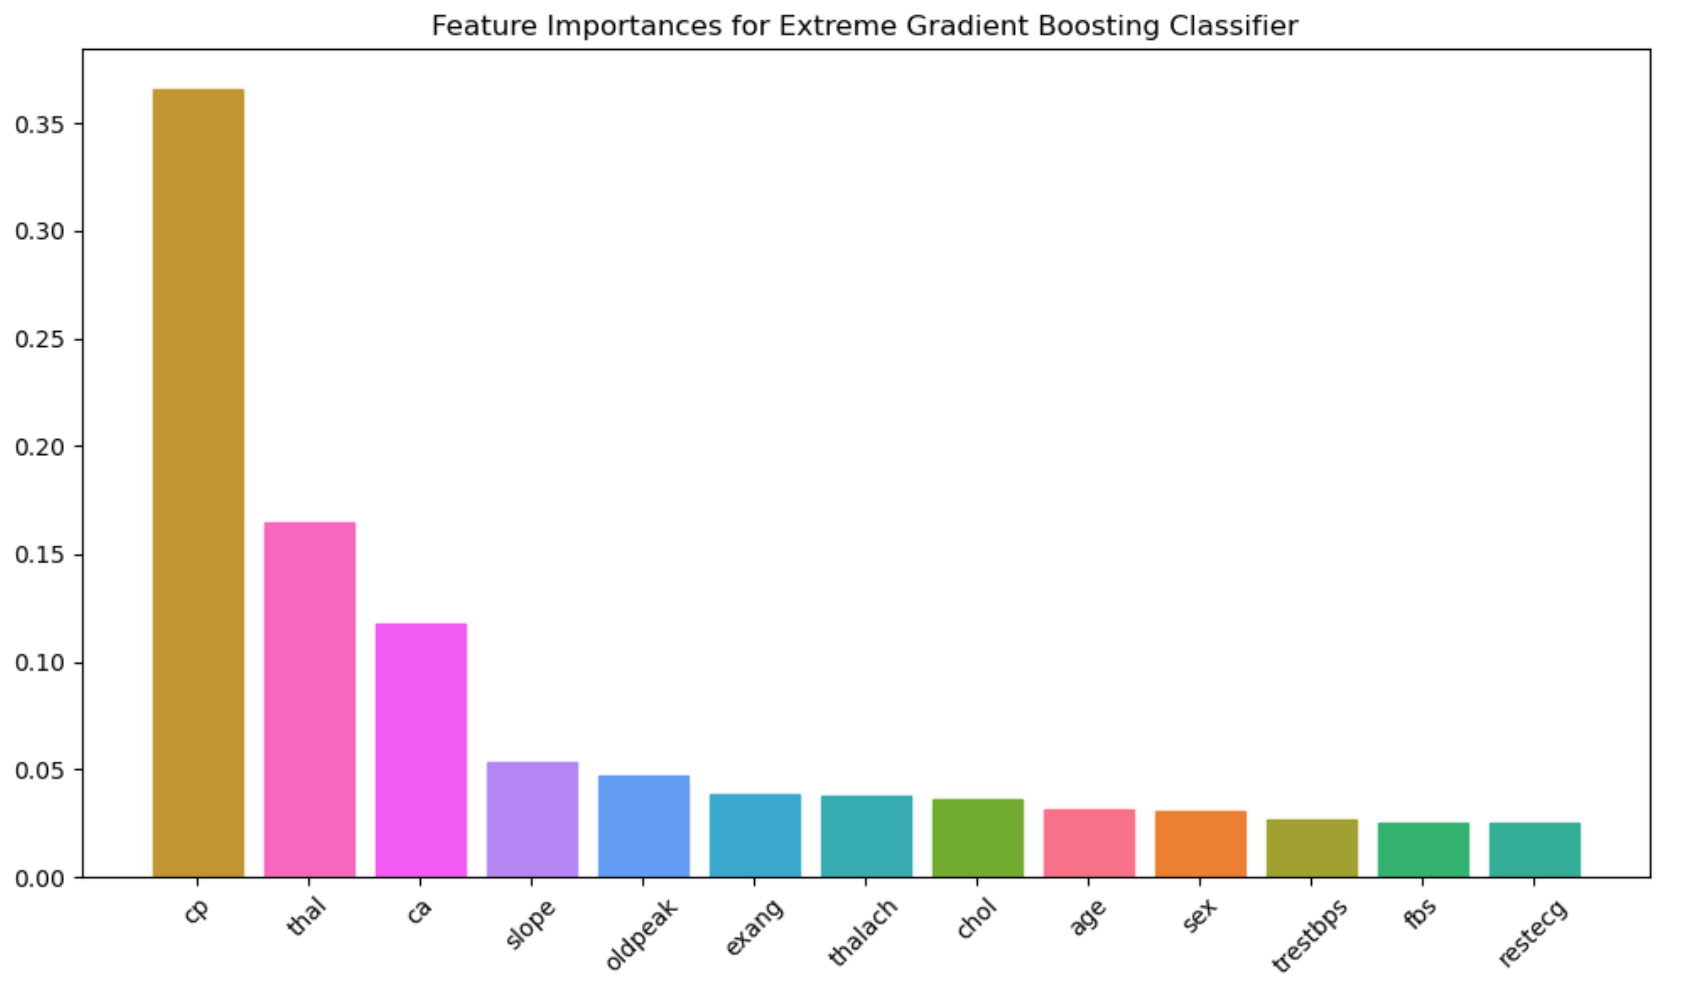 Feature Importances for Extreme Gradient Boosting Classifier
0.35
0.30
0.25
0.20
0.15
0.10
0.05
0.00
cp
thal
ca
slope
oldpeak
exang
thalach
chol
age
sex
trestbps
fbs
restecg